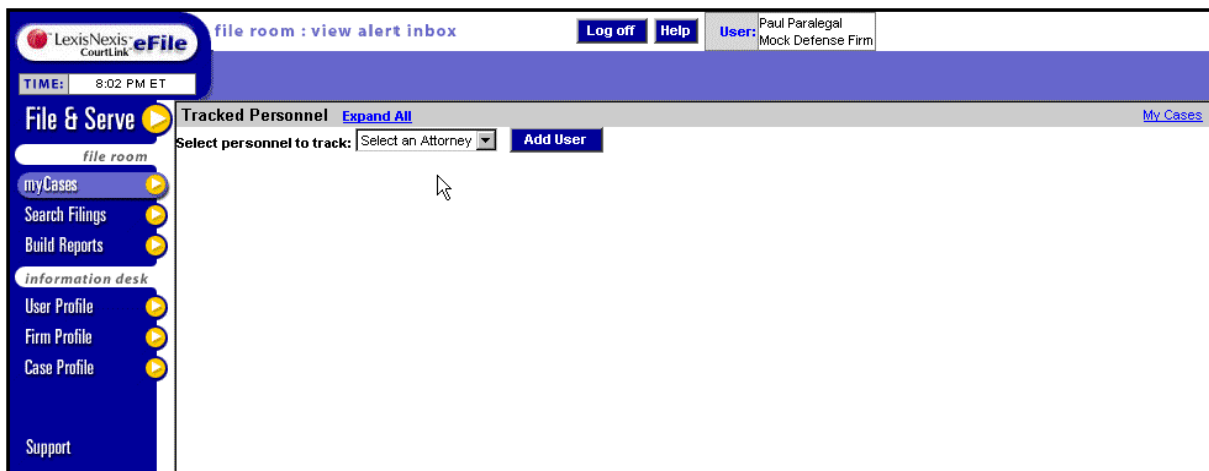 LexisNexis™ eFile
CourtLink®
file room : view alert inbox
Log off
Help
User:
Paul Paralegal
Mock Defense Firm
TIME:
8:02 PM ET
File & Serve
Tracked Personnel
Expand All
My Cases
Select personnel to track:
Select an Attorney
Add User
file room
myCases
Search Filings
Build Reports
information desk
User Profile
Firm Profile
Case Profile
Support